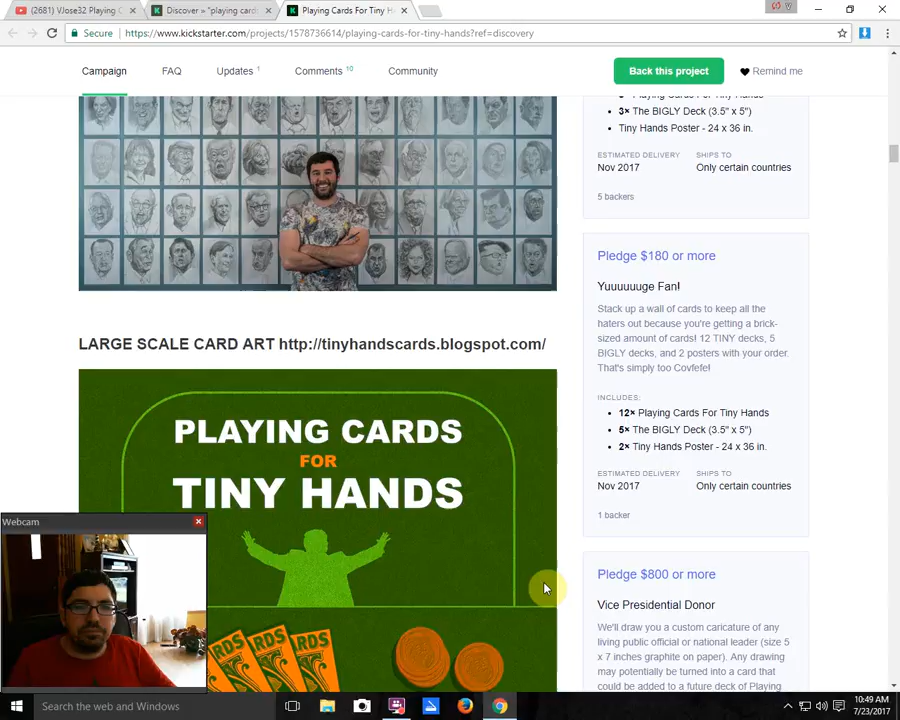 (2681) VJose32 Playing C
Discover » "playing cards
Playing Cards For Tiny H
Secure
https://www.kickstarter.com/projects/1578736614/playing-cards-for-tiny-hands?ref=discovery
Campaign
FAQ
Updates 1
Comments 10
Community
Back this project
Remind me
3× The BIGLY Deck (3.5" x 5")
Tiny Hands Poster - 24 x 36 in.
ESTIMATED DELIVERY
SHIPS TO
Nov 2017
Only certain countries
5 backers
Pledge $180 or more
Yuuuuuuge Fan!
Stack up a wall of cards to keep all the
haters out because you're getting a brick-
sized amount of cards! 12 TINY decks, 5
BIGLY decks, and 2 posters with your order.
That's simply too Covfefe!
INCLUDES:
12× Playing Cards For Tiny Hands
5× The BIGLY Deck (3.5" x 5")
2× Tiny Hands Poster - 24 x 36 in.
ESTIMATED DELIVERY
SHIPS TO
Nov 2017
Only certain countries
1 backer
Pledge $800 or more
Vice Presidential Donor
We'll draw you a custom caricature of any
living public official or national leader (size 5
x 7 inches graphite on paper). Any drawing
may potentially be turned into a card that
could be added to a future deck of Playing
LARGE SCALE CARD ART http://tinyhandscards.blogspot.com/
PLAYING CARDS
FOR
TINY HANDS
RDS
RDS
RDS
Webcam
Search the web and Windows
10:49 AM
7/23/2017